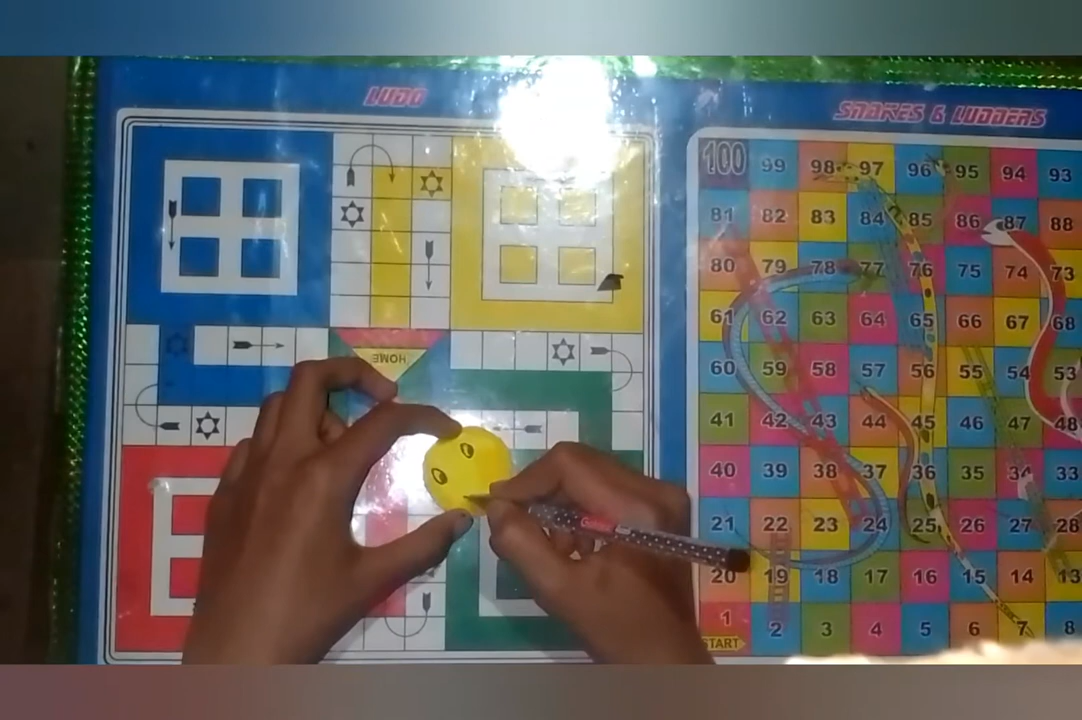 LUDO
SNAKES & LUDDERS
HOME
100 99 98 97 96 95 94 93
81 82 83 84 85 86 87 88
80 79 78 77 76 75 74 73
61 62 63 64 65 66 67 68
60 59 58 57 56 55 54 53
41 42 43 44 45 46 47 48
40 39 38 37 36 35 34 33
21 22 23 24 25 26 27 28
20 19 18 17 16 15 14 13
1 2 3 4 5 6 7 8
START